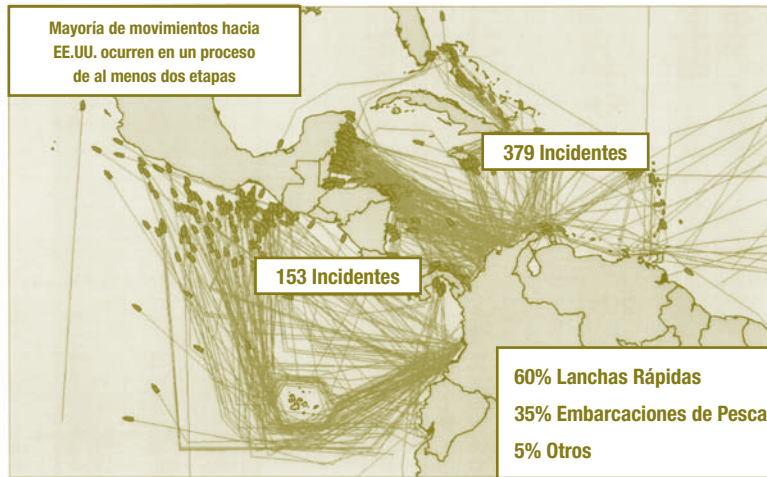 Mayoría de movimientos hacia
EE.UU. ocurren en un proceso
de al menos dos etapas
379 Incidentes
153 Incidentes
60% Lanchas Rápidas
35% Embarcaciones de Pesca
5% Otros